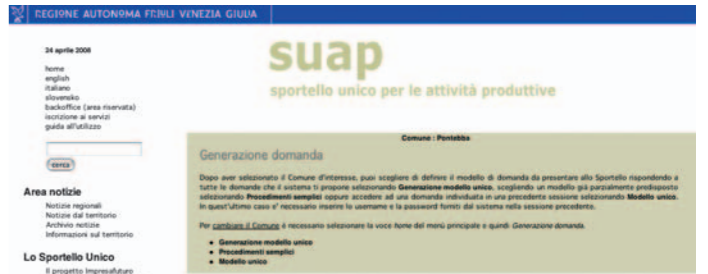 REGIONE AUTONOMA FRIULI VENEZIA GIULIA
24 aprile 2008
home
english
italiano
slovensko
backoffice (area riservata)
iscrizione ai servizi
guida all'utilizzo
cerca
Area notizie
Notizie regionali
Notizie dal territorio
Archivio notizie
Informazioni sul territorio
Lo Sportello Unico
Il progetto Impresafuturo
suap
sportello unico per le attività produttive
Comune : Pontebba
Generazione domanda
Dopo aver selezionato il Comune d'interesse, puoi scegliere di definire il modello di domanda da presentare allo Sportello rispondendo a
tutte le domande che il sistema ti propone selezionando Generazione modello unico, scegliendo un modello già parzialmente predisposto
selezionando Procedimenti semplici oppure accedere ad una domanda individuata in una precedente sessione selezionando Modello unico.
In quest'ultimo caso e' necessario inserire lo username e la password forniti dal sistema nella sessione precedente.
Per cambiare il Comune è necessario selezionare la voce home del menù principale e quindi Generazione domanda.
Generazione modello unico
Procedimenti semplici
Modello unico